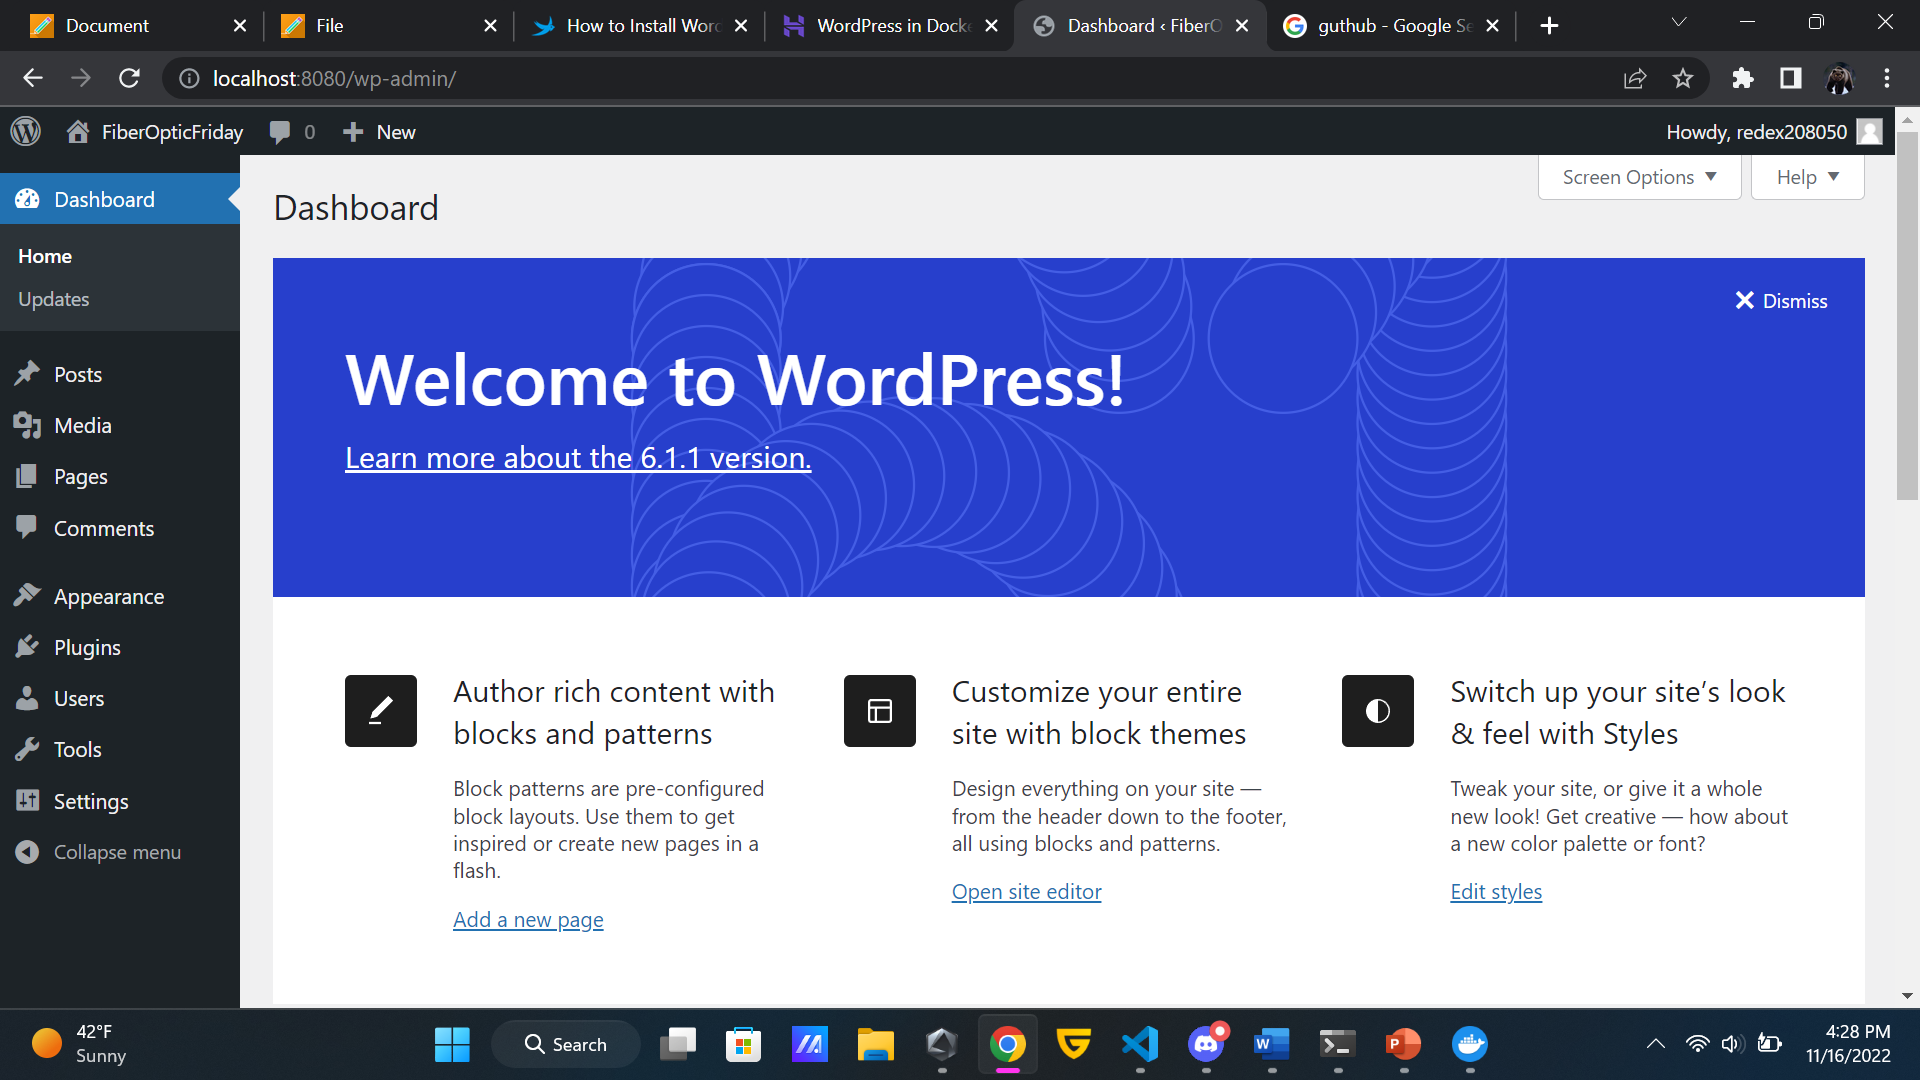 Document
File
How to Install Wor
WordPress in Docke
Dashboard ‹ FiberO
guthub - Google Se
localhost:8080/wp-admin/
FiberOpticFriday
0
New
Howdy, redex208050
Screen Options
Help
Dashboard
Home
Updates
Posts
Media
Pages
Comments
Appearance
Plugins
Users
Tools
Settings
Collapse menu
Dashboard
Dismiss
Welcome to WordPress!
Learn more about the 6.1.1 version.
Author rich content with
blocks and patterns
Block patterns are pre-configured
block layouts. Use them to get
inspired or create new pages in a
flash.
Add a new page
Customize your entire
site with block themes
Design everything on your site —
from the header down to the footer,
all using blocks and patterns.
Open site editor
Switch up your site’s look
& feel with Styles
Tweak your site, or give it a whole
new look! Get creative — how about
a new color palette or font?
Edit styles
42°F
Sunny
Search
4:28 PM
11/16/2022